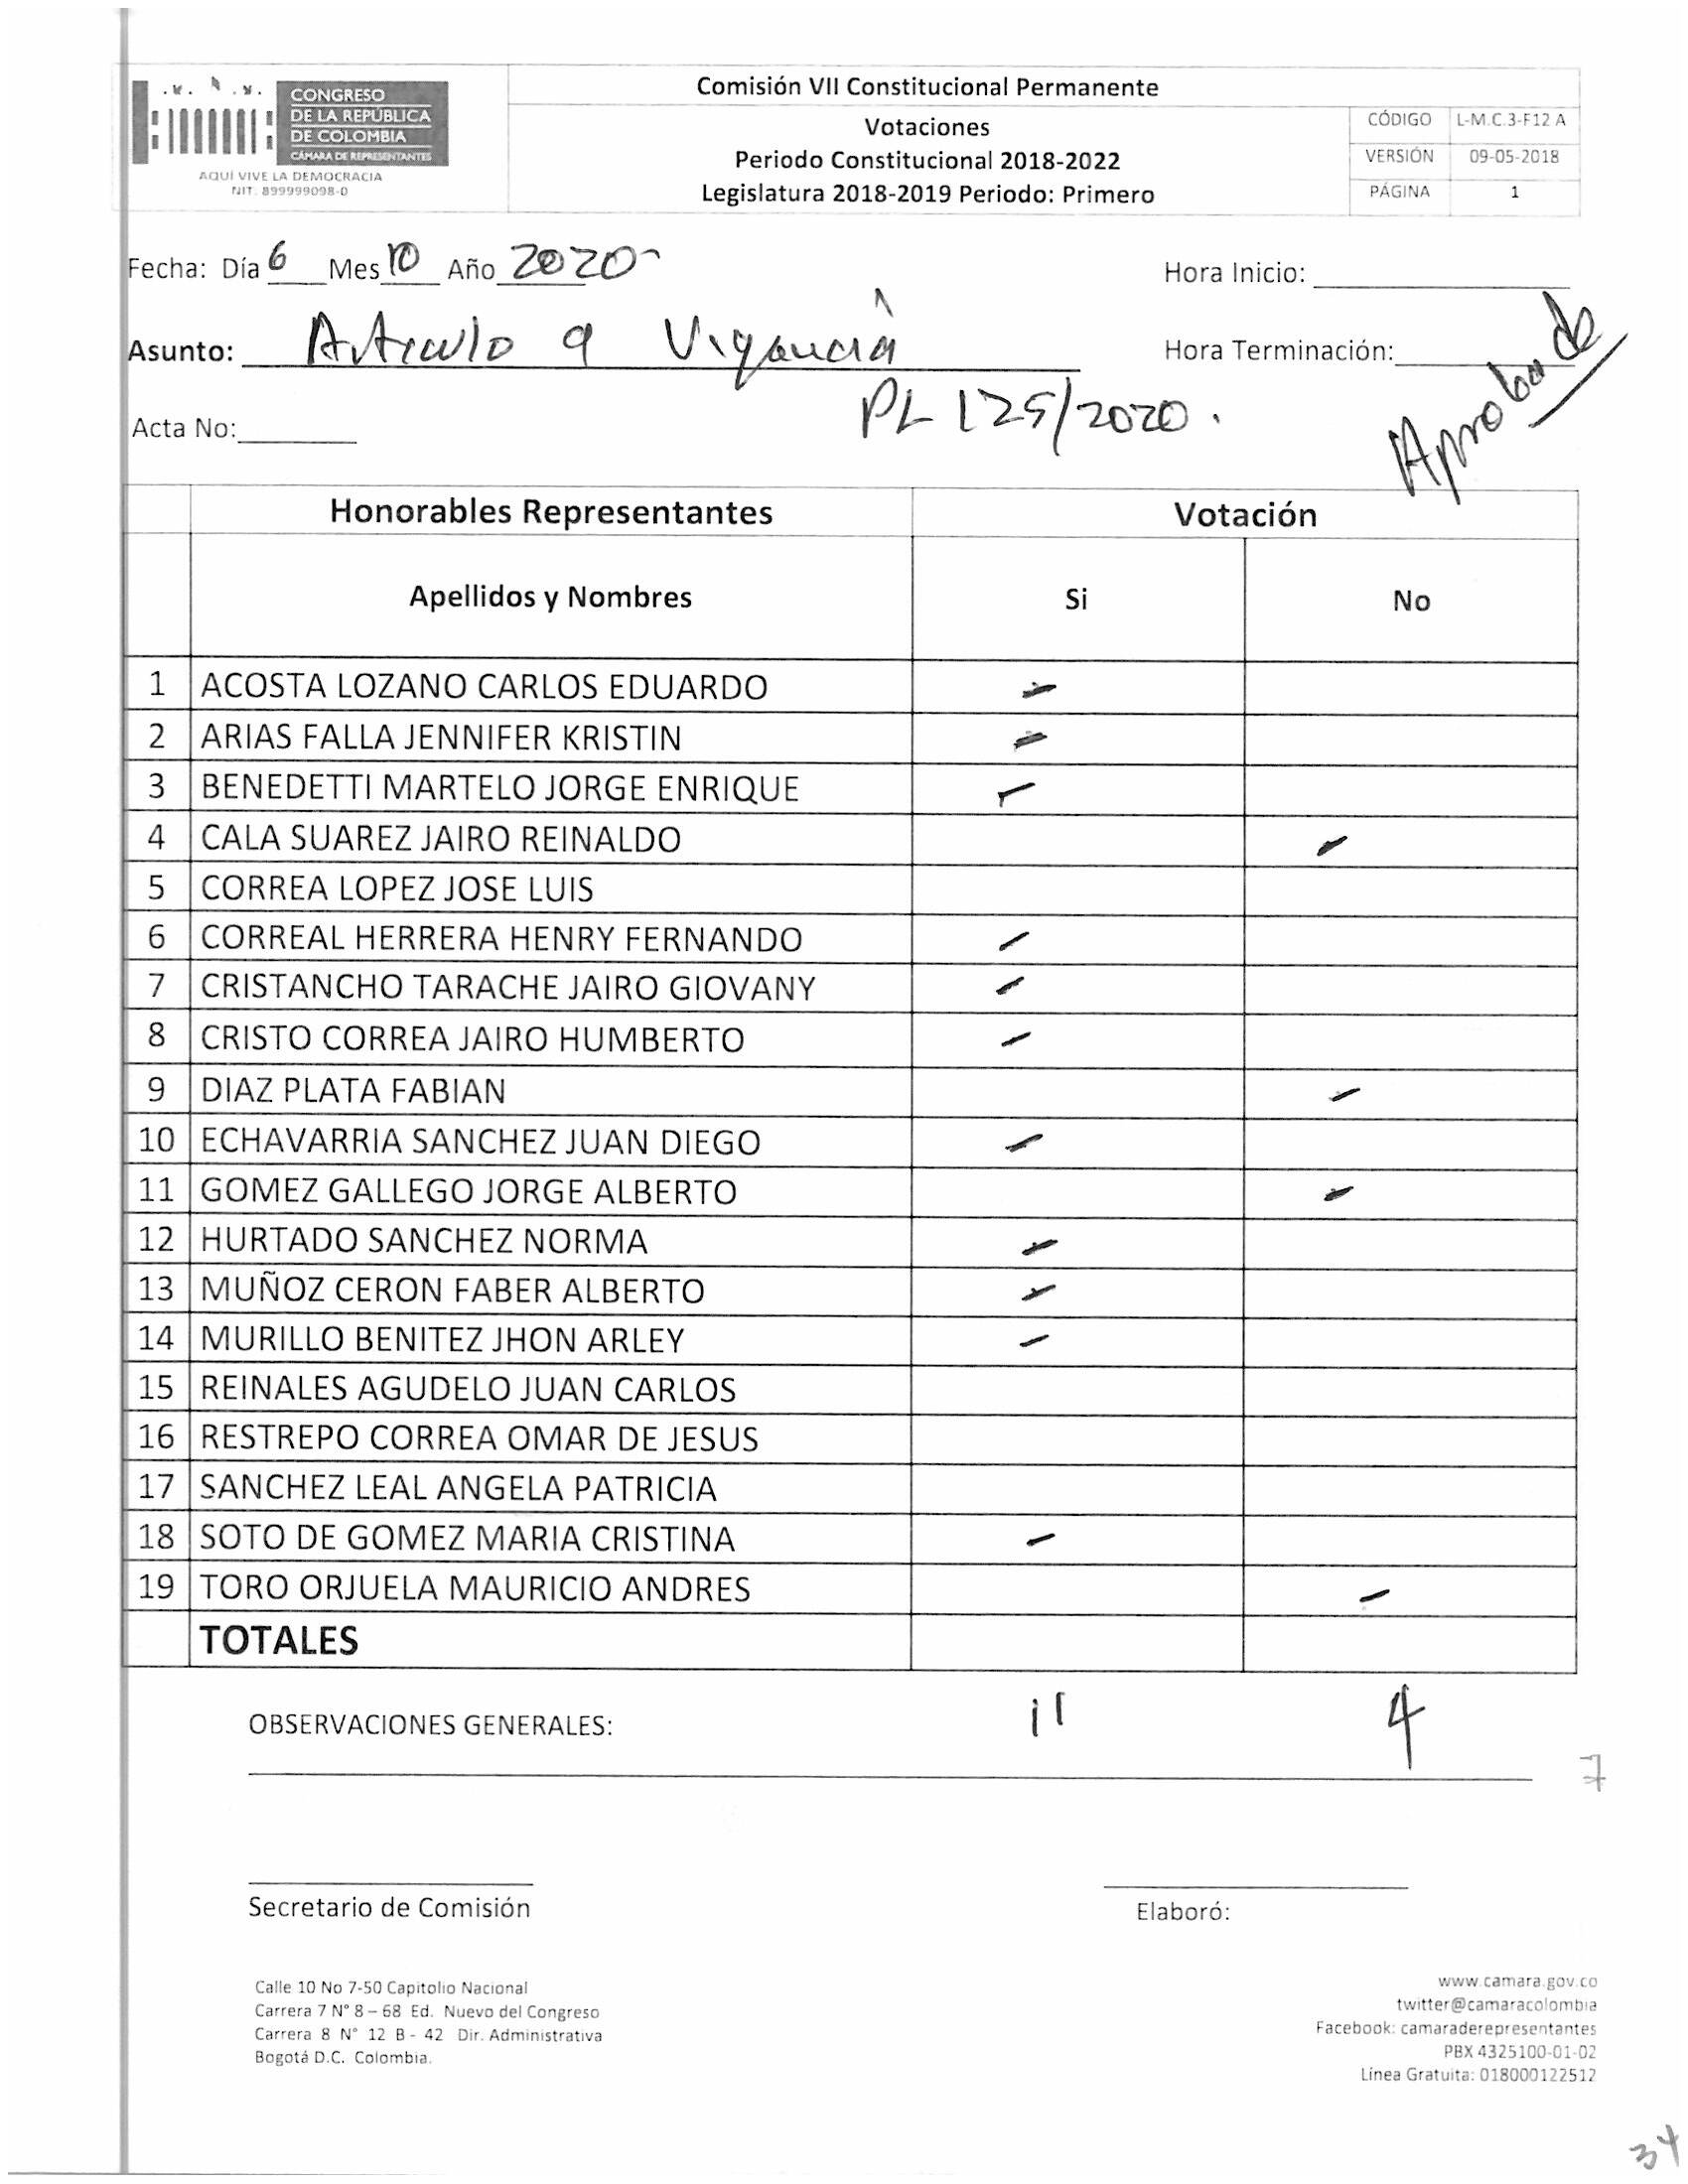 CONGRESO
DE LA REPÚBLICA
DE COLOMBIA
CÁMARA DE REPRESENTANTES
AQUÍ VIVE LA DEMOCRACIA
NIT. 899999098-0
Comisión VII Constitucional Permanente
Votaciones
Periodo Constitucional 2018-2022
Legislatura 2018-2019 Periodo: Primero
CÓDIGO L-M.C.3-F12 A
VERSIÓN 09-05-2018
PÁGINA 1
Fecha: Día 6 Mes 10 Año 2020
Hora Inicio:
Asunto: Articulo 9 Vigencia
Hora Terminación:
PL 125/2020.
Aprobado
Acta No:
Honorables Representantes Votación
Apellidos y Nombres Si No
1 ACOSTA LOZANO CARLOS EDUARDO
2 ARIAS FALLA JENNIFER KRISTIN
3 BENEDETTI MARTELO JORGE ENRIQUE
4 CALA SUAREZ JAIRO REINALDO
5 CORREA LOPEZ JOSE LUIS
6 CORREAL HERRERA HENRY FERNANDO
7 CRISTANCHO TARACHE JAIRO GIOVANY
8 CRISTO CORREA JAIRO HUMBERTO
9 DIAZ PLATA FABIAN
10 ECHAVARRIA SANCHEZ JUAN DIEGO
11 GOMEZ GALLEGO JORGE ALBERTO
12 HURTADO SANCHEZ NORMA
13 MUÑOZ CERON FABER ALBERTO
14 MURILLO BENITEZ JHON ARLEY
15 REINALES AGUDELO JUAN CARLOS
16 RESTREPO CORREA OMAR DE JESUS
17 SANCHEZ LEAL ANGELA PATRICIA
18 SOTO DE GOMEZ MARIA CRISTINA
19 TORO ORJUELA MAURICIO ANDRES
TOTALES
OBSERVACIONES GENERALES: 11 4
7
Secretario de Comisión
Elaboró:
Calle 10 No 7-50 Capitolio Nacional
Carrera 7 N° 8 – 68 Ed. Nuevo del Congreso
Carrera 8 N° 12 B - 42 Dir. Administrativa
Bogotá D.C. Colombia.
www.camara.gov.co
twitter@camaracolombia
Facebook: camaraderepresentantes
PBX 4325100-01-02
Línea Gratuita: 018000122512
34